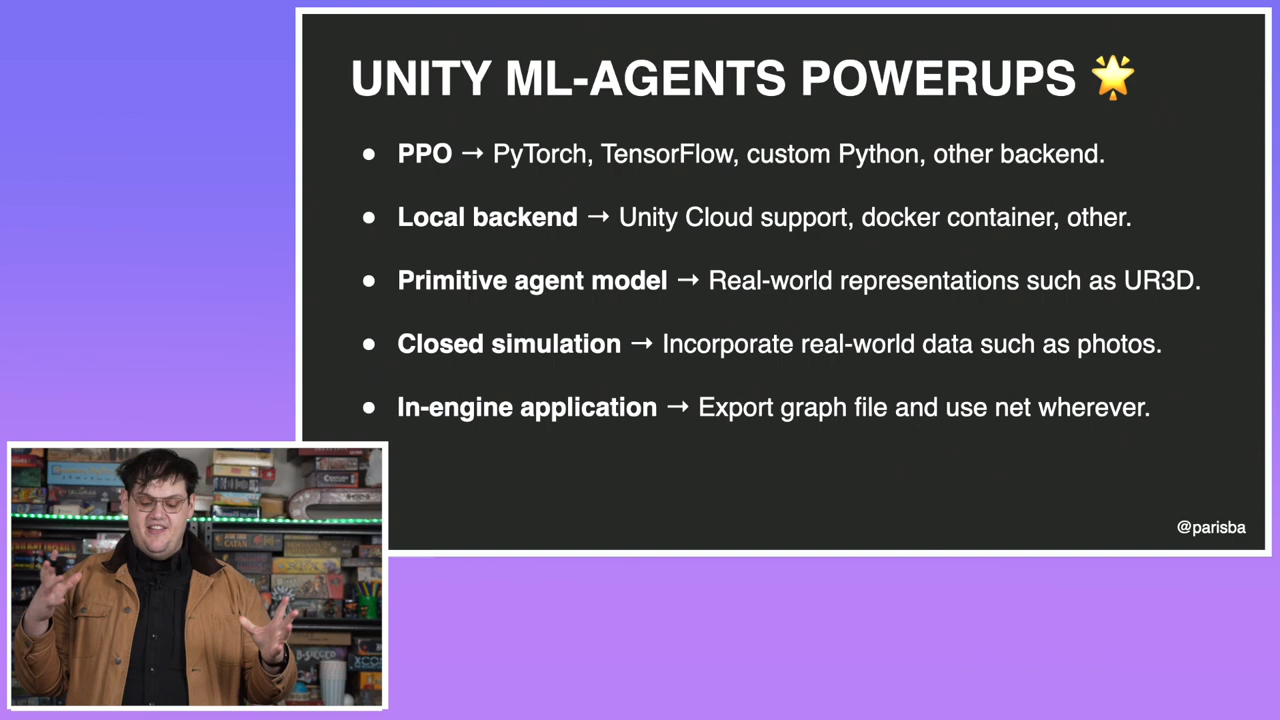 UNITY ML-AGENTS POWERUPS 🌟
● PPO → PyTorch, TensorFlow, custom Python, other backend.
● Local backend → Unity Cloud support, docker container, other.
● Primitive agent model → Real-world representations such as UR3D.
● Closed simulation → Incorporate real-world data such as photos.
● In-engine application → Export graph file and use net wherever.
@parisba
CATAN
XCOM